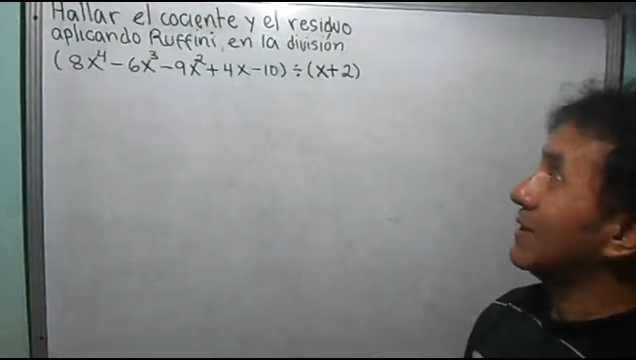 Hallar el cociente y el residuo
aplicando Ruffini, en la división
(8x⁴ - 6x³ - 9x² + 4x - 10) ÷ (x + 2)